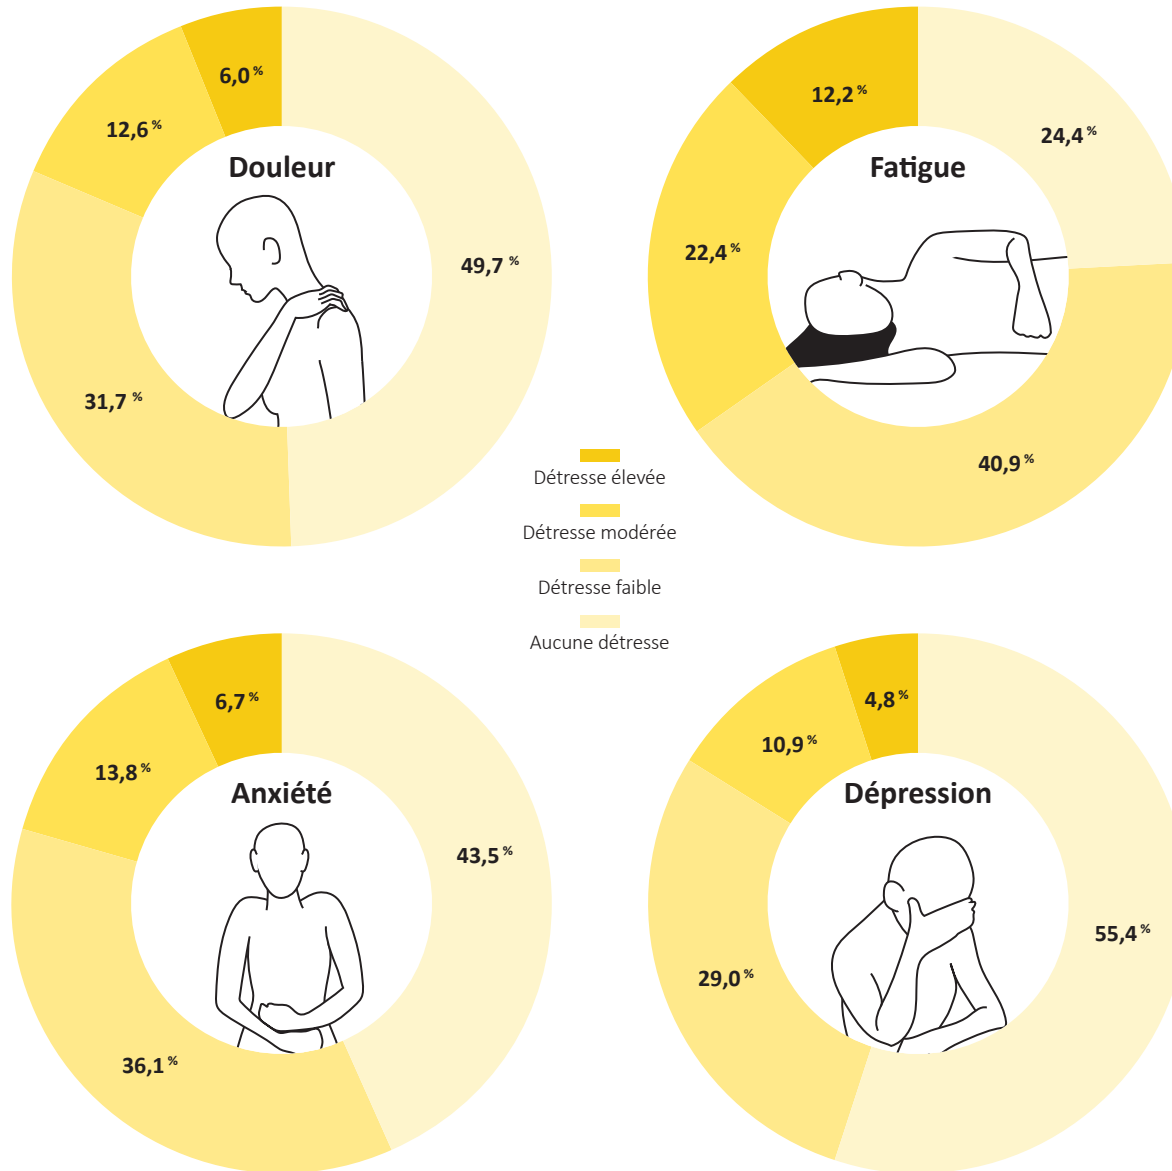 6,0 %
12,6 %
Douleur
49,7 %
31,7 %
12,2 %
24,4 %
Fatigue
22,4 %
40,9 %
Détresse élevée
Détresse modérée
Détresse faible
Aucune détresse
6,7 %
13,8 %
Anxiété
43,5 %
36,1 %
4,8 %
10,9 %
Dépression
55,4 %
29,0 %